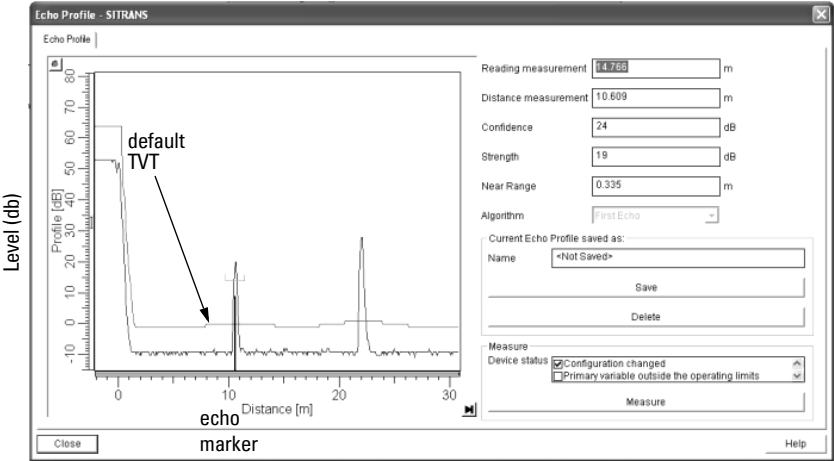 Echo Profile - SITRANS
Echo Profile
Level (db)
Profile [dB]
80
70
60
50
40
30
20
10
0
-10
default
TVT
0
10
20
30
Distance [m]
echo
marker
Reading measurement 14.766 m
Distance measurement 10.609 m
Confidence 24 dB
Strength 19 dB
Near Range 0.335 m
Algorithm First Echo
Current Echo Profile saved as:
Name <Not Saved>
Save
Delete
Measure
Device status Configuration changed
Primary variable outside the operating limits
Measure
Close
Help